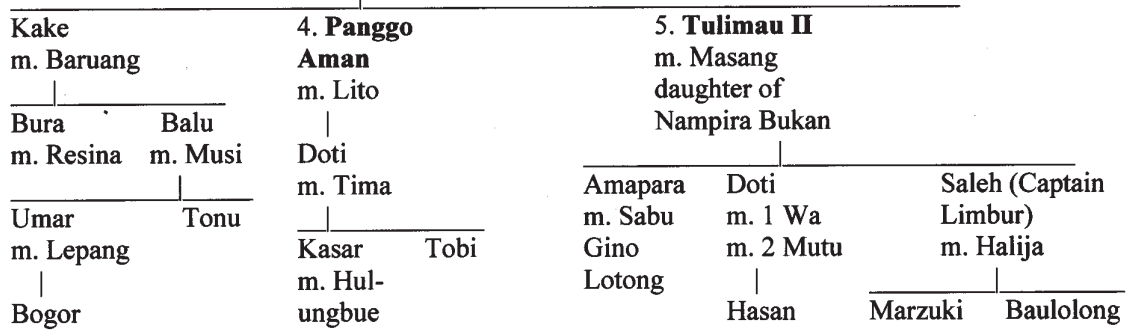 Kake 4. Panggo 5. Tulimau II
m. Baruang Aman m. Masang
m. Lito daughter of
Bura Balu Nampira Bukan
m. Resina m. Musi Doti
m. Tima Amapara Doti Saleh (Captain
Umar Tonu m. Sabu m. 1 Wa Limbur)
m. Lepang Kasar Tobi Gino m. 2 Mutu m. Halija
m. Hul- Lotong
Bogor ungbue Hasan Marzuki Baulolong